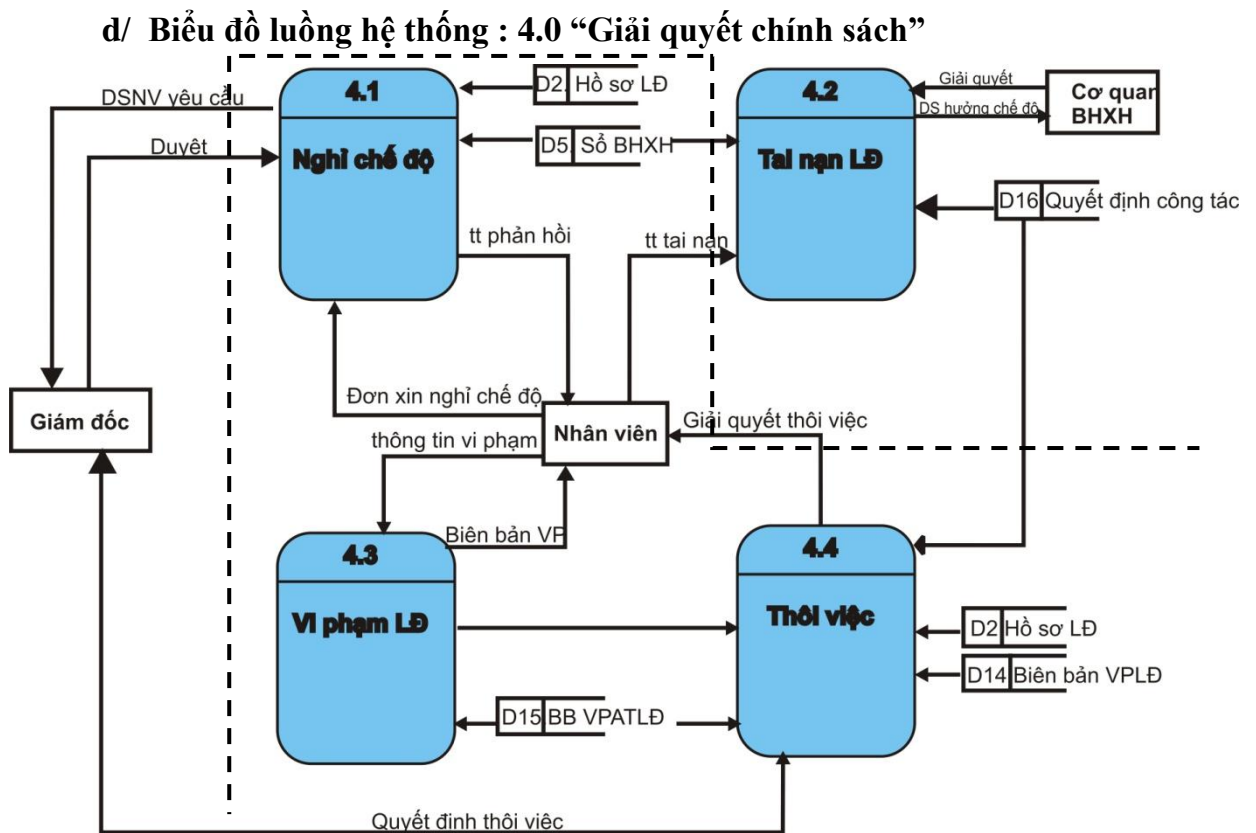 d/ Biểu đồ luồng hệ thống : 4.0 “Giải quyết chính sách”
4.1
Nghỉ chế độ
D2. Hồ sơ LĐ
D5. Sổ BHXH
4.2
Tai nạn LĐ
Giải quyết
DS hưởng chế độ
Cơ quan
BHXH
D16 Quyết định công tác
DSNV yêu cầu
Duyêt
tt phản hồi
tt tai nan
Giám đốc
Đơn xin nghỉ chế độ
thông tin vi phạm
Nhân viên
Giải quyết thôi việc
Biên bản VP
4.3
Vi phạm LĐ
4.4
Thôi việc
D2 Hồ sơ LĐ
D14 Biên bản VPLĐ
D15 BB VPATLĐ
Quyết đinh thôi việc